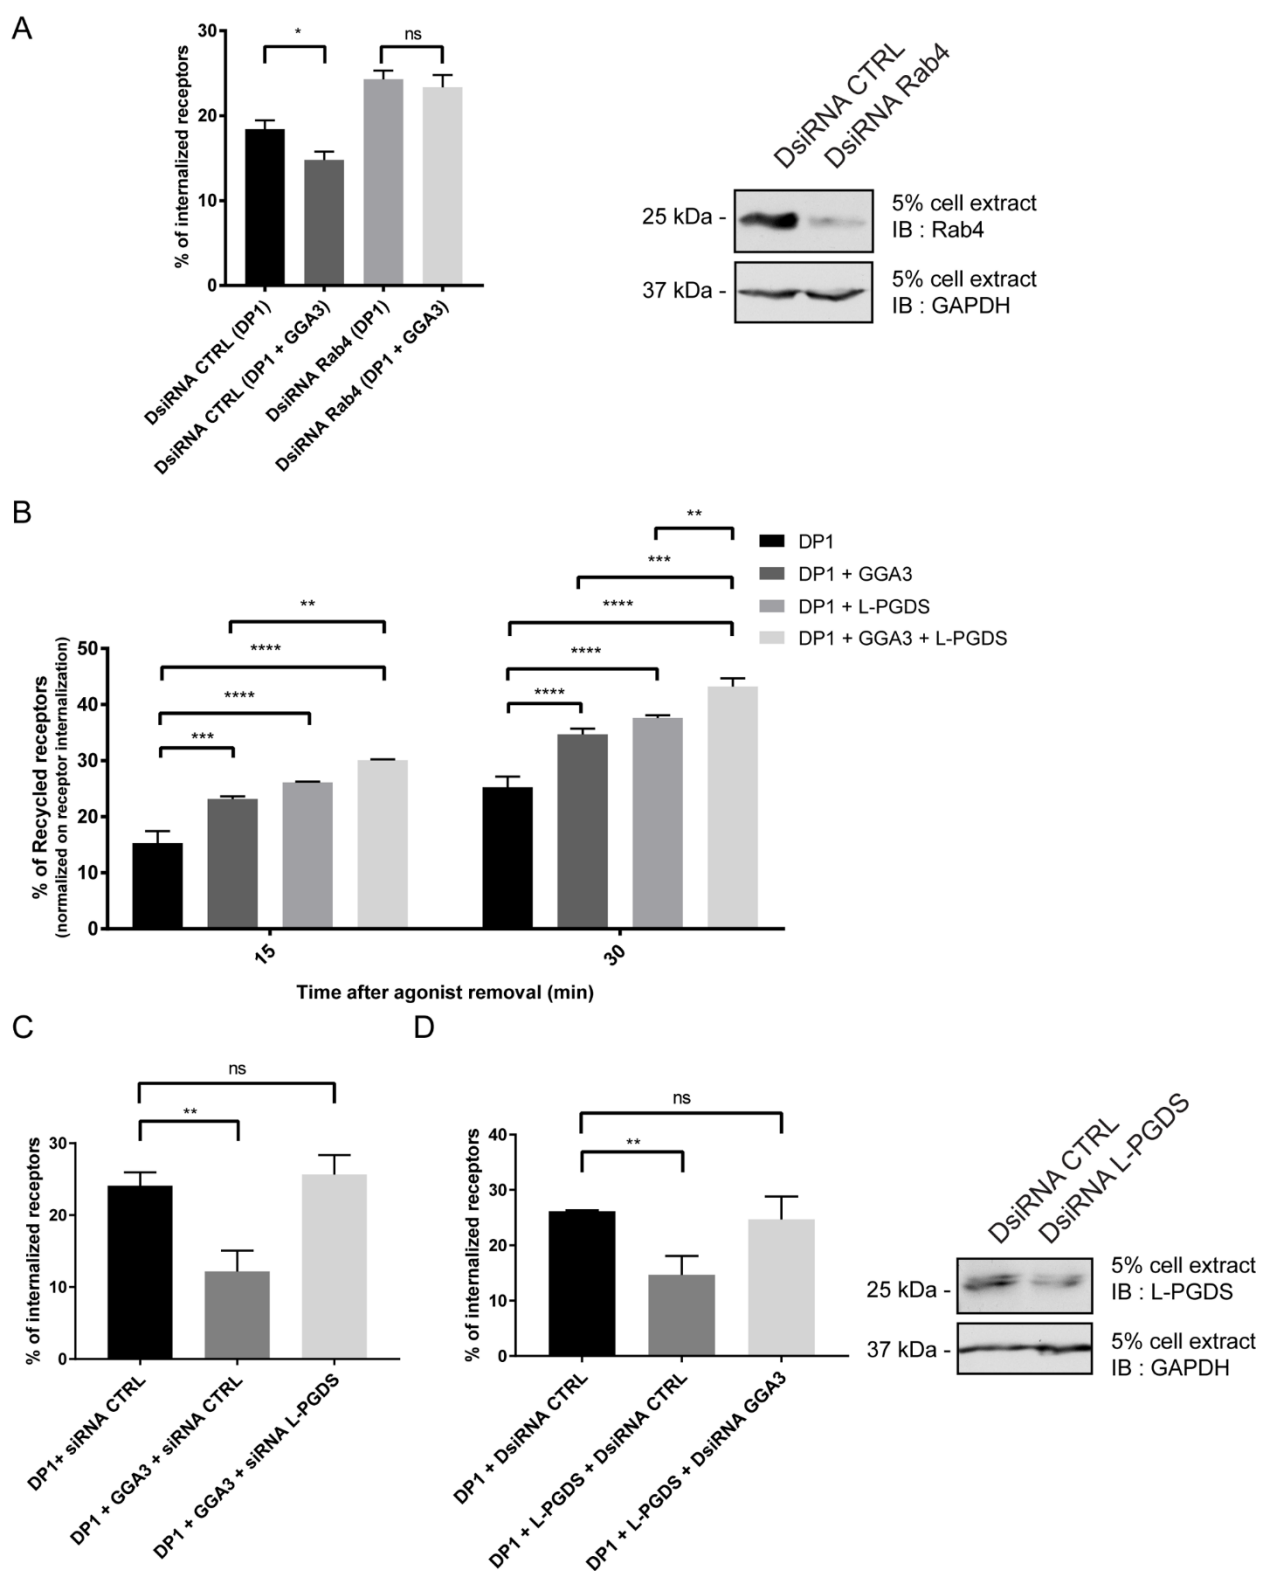 A
% of internalized receptors
30
20
10
0
*
ns
DsiRNA CTRL (DP1)
DsiRNA CTRL (DP1 + GGA3)
DsiRNA Rab4 (DP1)
DsiRNA Rab4 (DP1 + GGA3)
DsiRNA CTRL
DsiRNA Rab4
25 kDa -
5% cell extract
IB : Rab4
37 kDa -
5% cell extract
IB : GAPDH
B
% of Recycled receptors
(normalized on receptor internalization)
50
40
30
20
10
0
**
****
****
***
**
***
****
****
****
DP1
DP1 + GGA3
DP1 + L-PGDS
DP1 + GGA3 + L-PGDS
15
30
Time after agonist removal (min)
C
% of internalized receptors
30
20
10
0
ns
**
DP1+ siRNA CTRL
DP1 + GGA3 + siRNA CTRL
DP1 + GGA3 + siRNA L-PGDS
D
% of internalized receptors
40
30
20
10
0
ns
**
DP1 + DsiRNA CTRL
DP1 + L-PGDS + DsiRNA CTRL
DP1 + L-PGDS + DsiRNA GGA3
DsiRNA CTRL
DsiRNA L-PGDS
25 kDa -
5% cell extract
IB : L-PGDS
37 kDa -
5% cell extract
IB : GAPDH